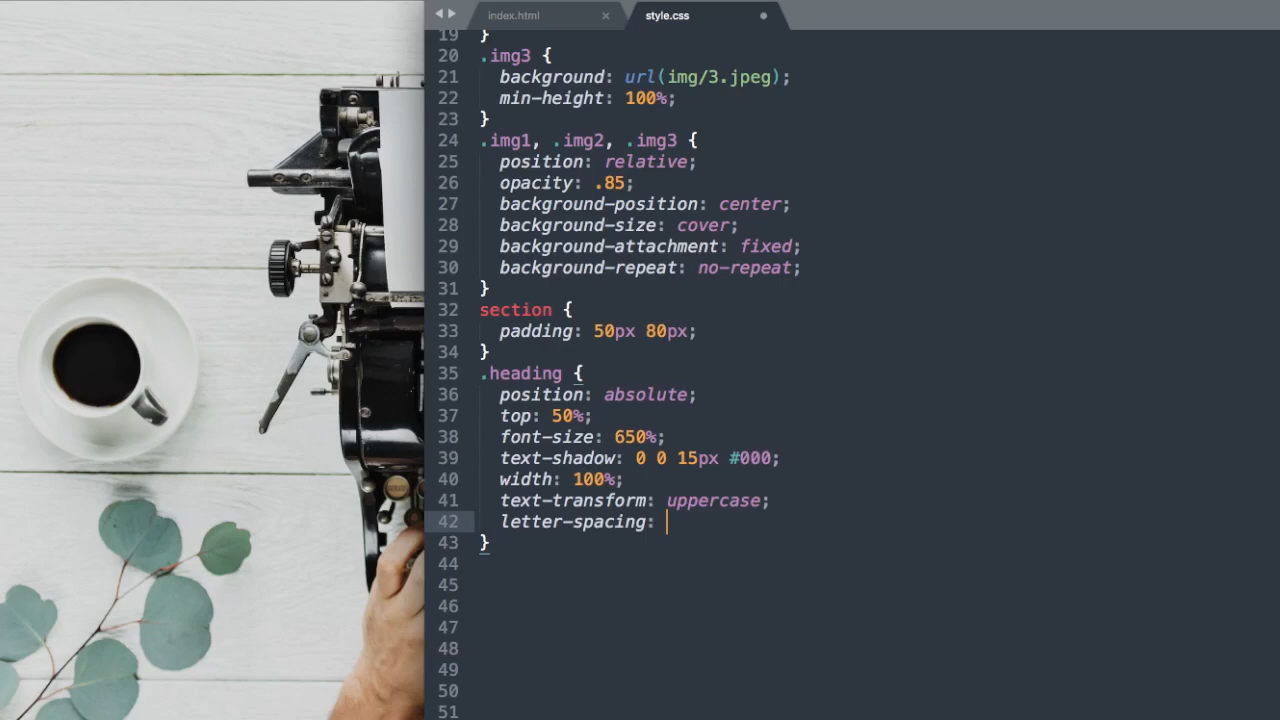 index.html
style.css
19 }
20 .img3 {
21 background: url(img/3.jpeg);
22 min-height: 100%;
23 }
24 .img1, .img2, .img3 {
25 position: relative;
26 opacity: .85;
27 background-position: center;
28 background-size: cover;
29 background-attachment: fixed;
30 background-repeat: no-repeat;
31 }
32 section {
33 padding: 50px 80px;
34 }
35 .heading {
36 position: absolute;
37 top: 50%;
38 font-size: 650%;
39 text-shadow: 0 0 15px #000;
40 width: 100%;
41 text-transform: uppercase;
42 letter-spacing:
43 }
44
45
46
47
48
49
50
51